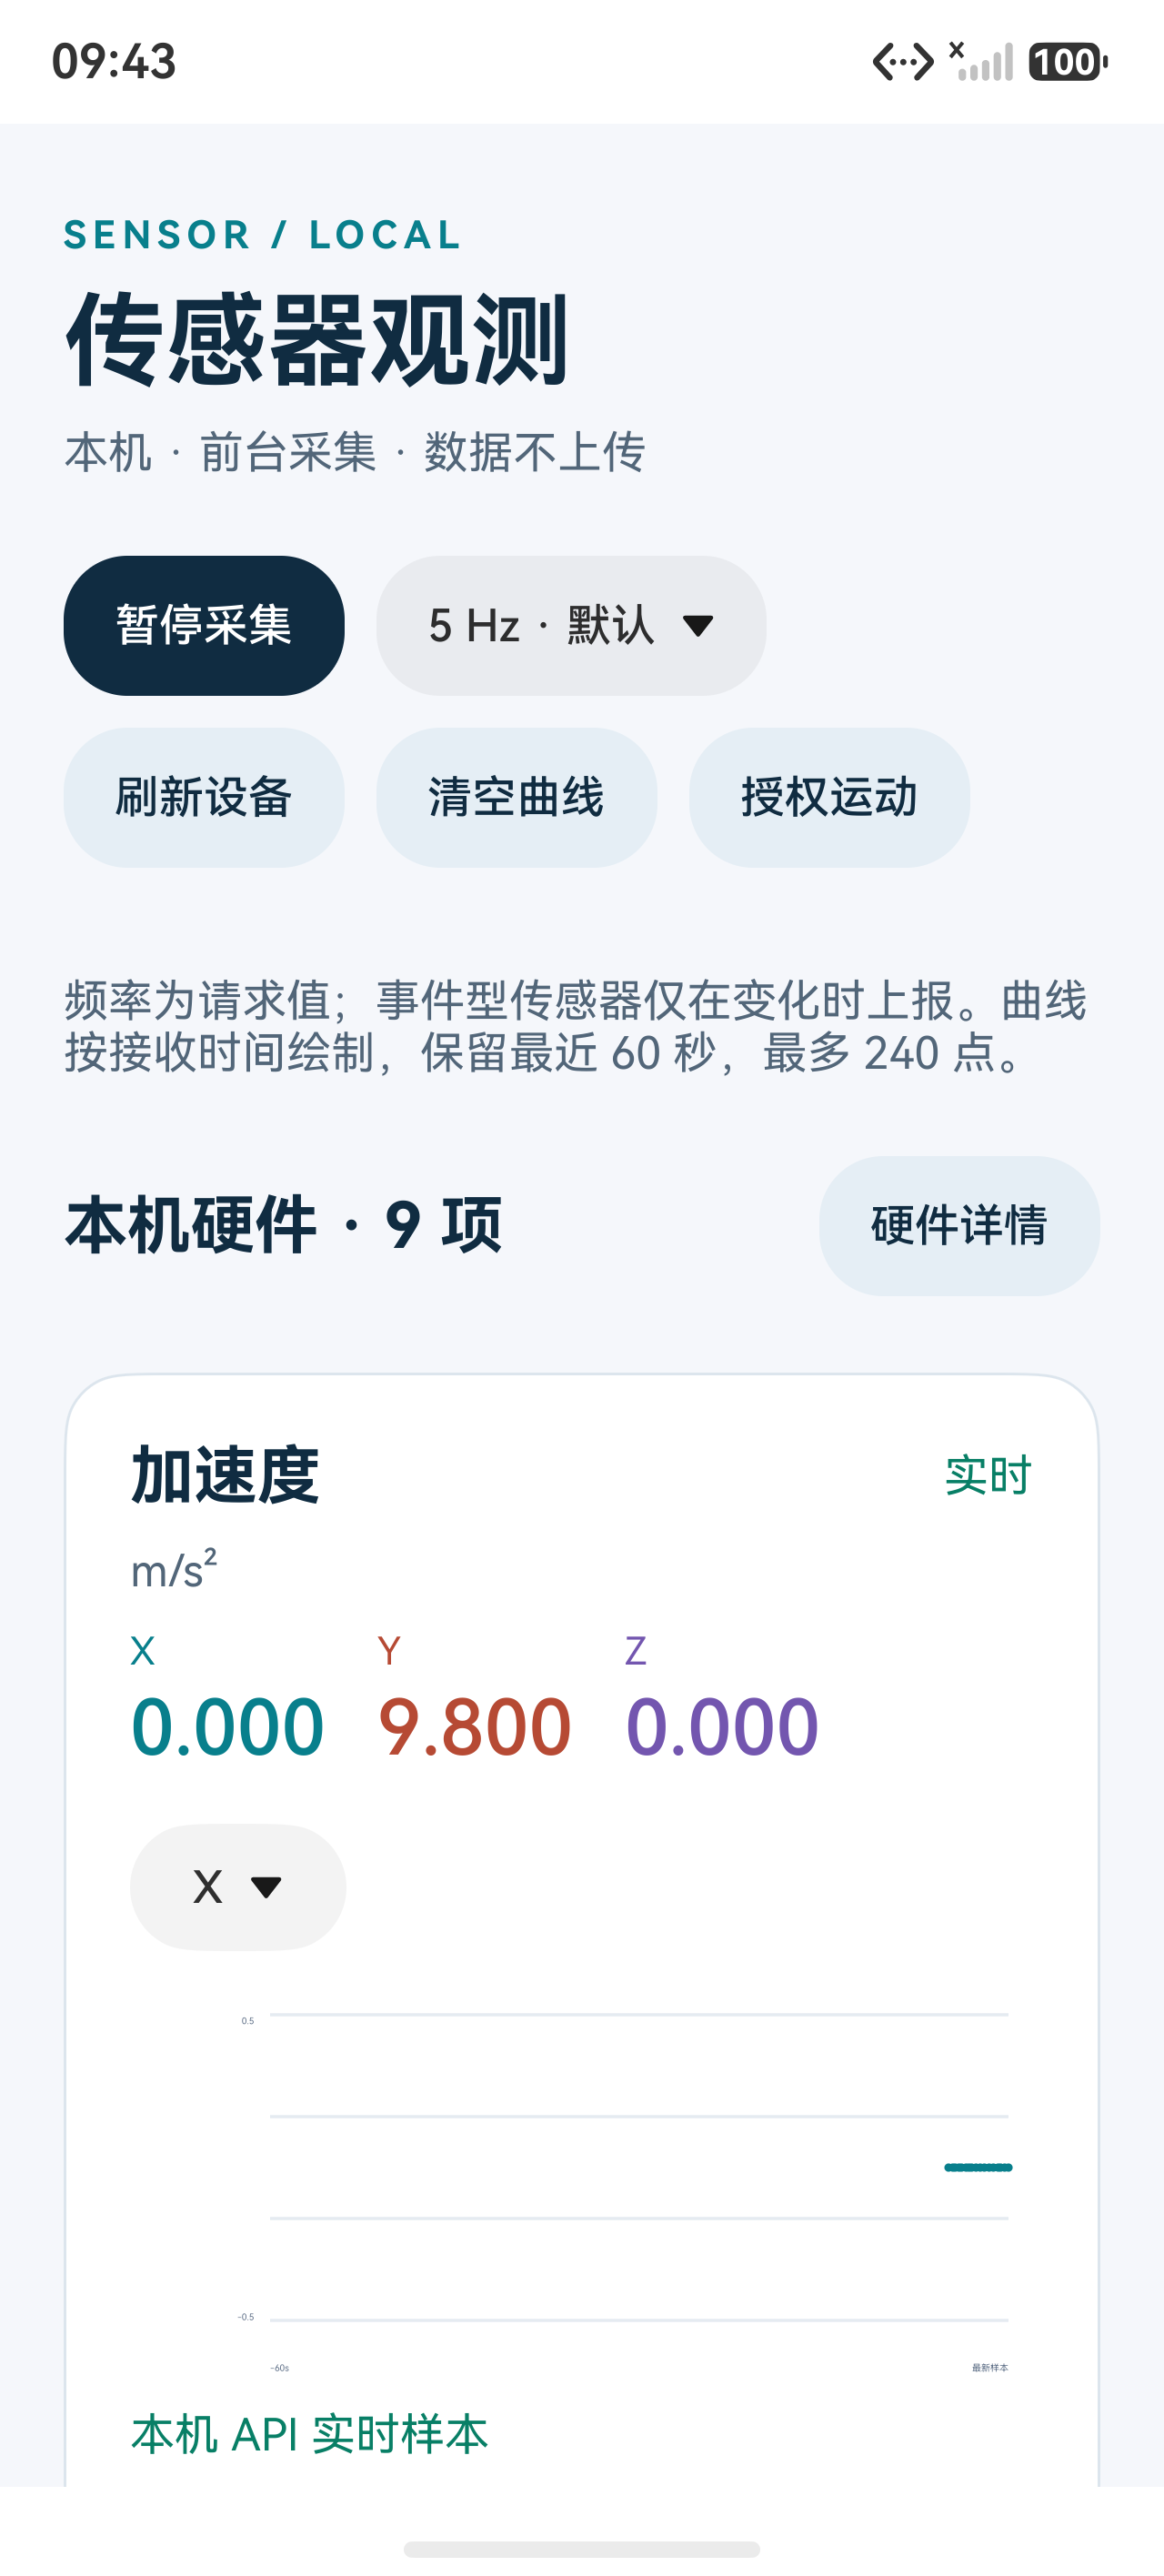 09:43
100
SENSOR / LOCAL
传感器观测
本机 · 前台采集 · 数据不上传
暂停采集
5 Hz · 默认
刷新设备
清空曲线
授权运动
频率为请求值；事件型传感器仅在变化时上报。曲线
按接收时间绘制，保留最近 60 秒，最多 240 点。
本机硬件 · 9 项
硬件详情
加速度
实时
m/s²
X Y Z
0.000 9.800 0.000
X
0.5
-0.5
-60s
最新样本
本机 API 实时样本